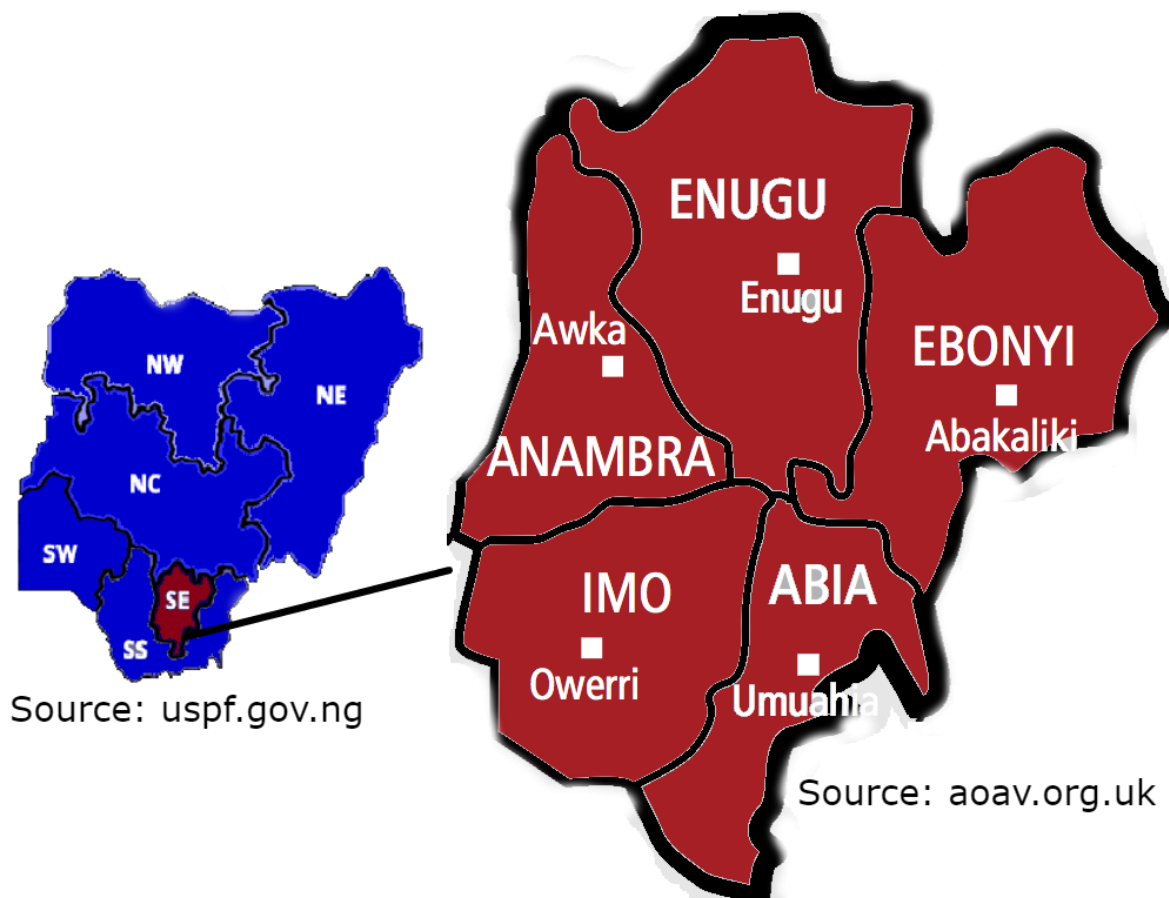 NW
NE
NC
SW
SE
SS
Source: uspf.gov.ng
ENUGU
Enugu
Awka
EBONYI
Abakaliki
ANAMBRA
IMO
Owerri
ABIA
Umuahia
Source: aoav.org.uk